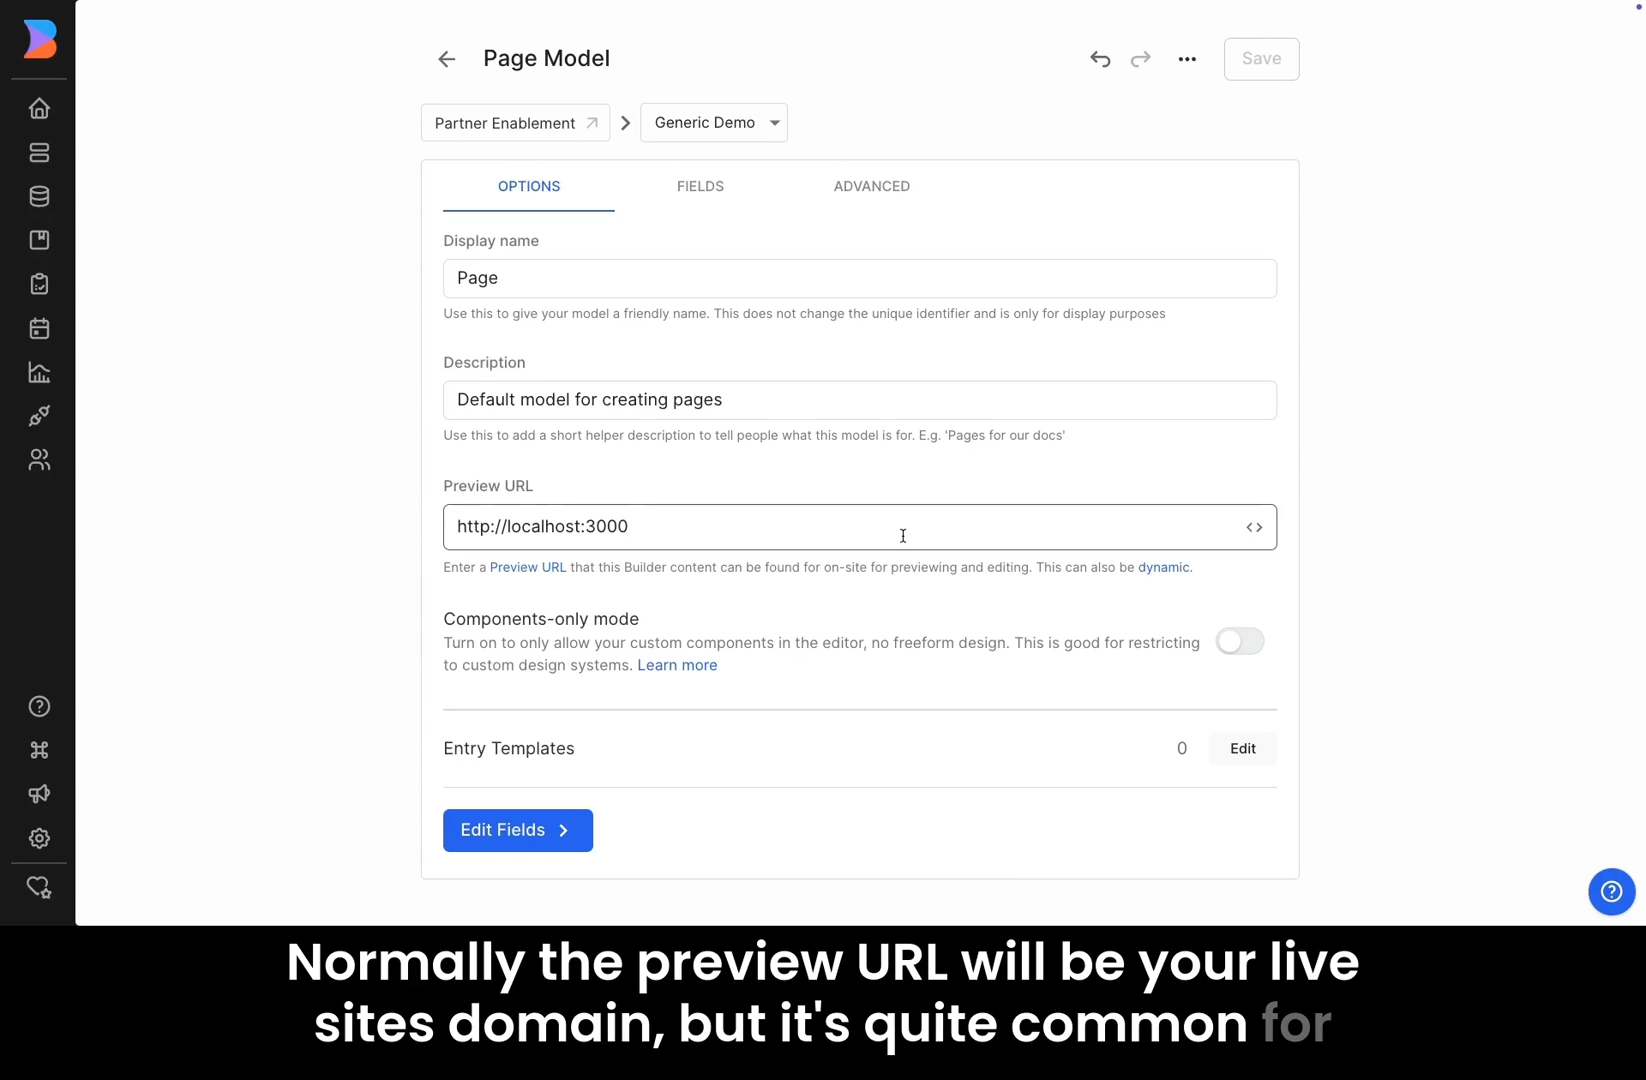 Page Model
Save
Partner Enablement
Generic Demo
OPTIONS
FIELDS
ADVANCED
Display name
Page
Use this to give your model a friendly name. This does not change the unique identifier and is only for display purposes
Description
Default model for creating pages
Use this to add a short helper description to tell people what this model is for. E.g. 'Pages for our docs'
Preview URL
http://localhost:3000
Enter a Preview URL that this Builder content can be found for on-site for previewing and editing. This can also be dynamic.
Components-only mode
Turn on to only allow your custom components in the editor, no freeform design. This is good for restricting
to custom design systems. Learn more
Entry Templates
0
Edit
Edit Fields
Normally the preview URL will be your live
sites domain, but it's quite common for